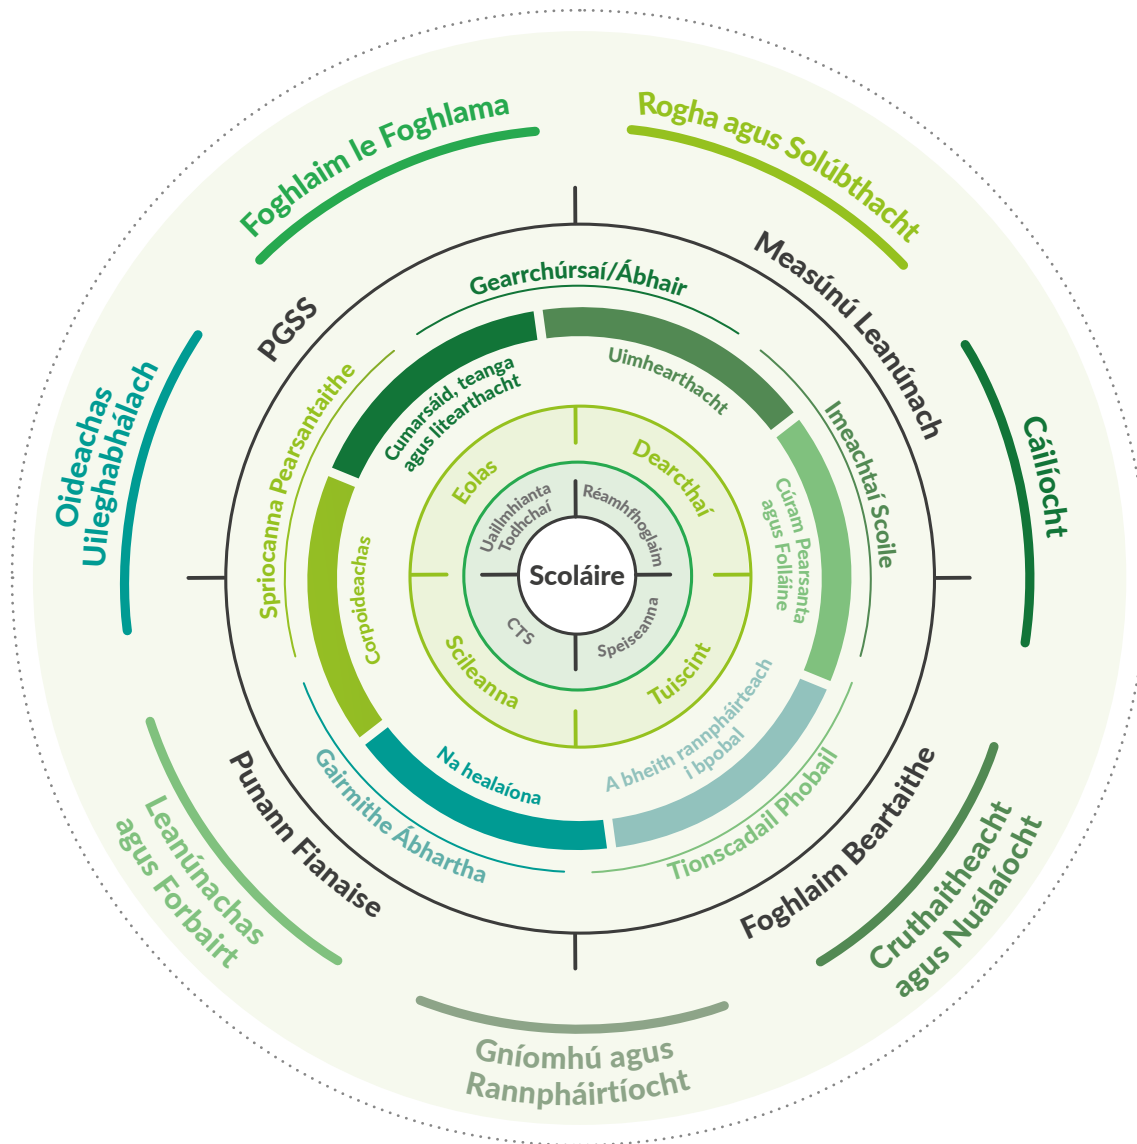 Foghlaim le Foghlama
Rogha agus Solúbthacht
Cáilíocht
Cruthaitheacht
agus Nuálaíocht
Gníomhú agus
Rannpháirtíocht
Leanúnachas
agus Forbairt
Oideachas
Uileghabhálach
PGSS
Measúnú Leanúnach
Foghlaim Beartaithe
Punann Fianaise
Gearrchúrsaí/Ábhair
Imeachtaí Scoile
Tionscadail Phobail
Gairmithe Ábhartha
Spriocanna Pearsantaithe
Cumarsáid, teanga
agus litearthacht
Uimhearthacht
Cúram Pearsanta
agus Folláine
A bheith rannpháirteach
i bpobal
Na healaíona
Corpoideachas
Eolas
Dearcthaí
Tuiscint
Scileanna
Uaillmhianta
Todhchaí
Réamhfhoglaim
Speiseanna
CTS
Scoláire